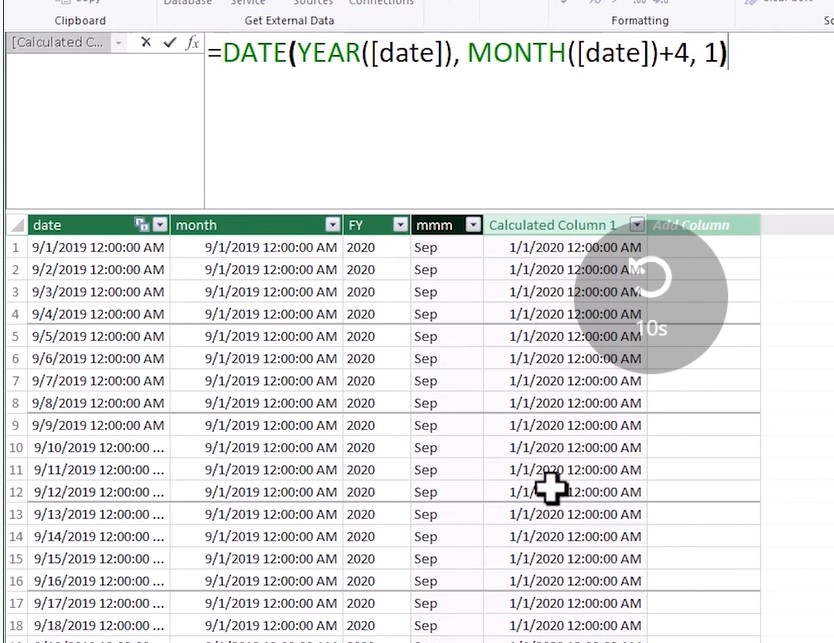 Copy
Database Service Sources Connections
Clipboard Get External Data Formatting
[Calculated C... fx =DATE(YEAR([date]), MONTH([date])+4, 1)
date month FY mmm Calculated Column 1 Add Column
1 9/1/2019 12:00:00 AM 9/1/2019 12:00:00 AM 2020 Sep 1/1/2020 12:00:00 AM
2 9/2/2019 12:00:00 AM 9/1/2019 12:00:00 AM 2020 Sep 1/1/2020 12:00:00 AM
3 9/3/2019 12:00:00 AM 9/1/2019 12:00:00 AM 2020 Sep 1/1/2020 12:00:00 AM
4 9/4/2019 12:00:00 AM 9/1/2019 12:00:00 AM 2020 Sep 1/1/2020 12:00:00 AM
10s
5 9/5/2019 12:00:00 AM 9/1/2019 12:00:00 AM 2020 Sep 1/1/2020 12:00:00 AM
6 9/6/2019 12:00:00 AM 9/1/2019 12:00:00 AM 2020 Sep 1/1/2020 12:00:00 AM
7 9/7/2019 12:00:00 AM 9/1/2019 12:00:00 AM 2020 Sep 1/1/2020 12:00:00 AM
8 9/8/2019 12:00:00 AM 9/1/2019 12:00:00 AM 2020 Sep 1/1/2020 12:00:00 AM
9 9/9/2019 12:00:00 AM 9/1/2019 12:00:00 AM 2020 Sep 1/1/2020 12:00:00 AM
10 9/10/2019 12:00:00 ... 9/1/2019 12:00:00 AM 2020 Sep 1/1/2020 12:00:00 AM
11 9/11/2019 12:00:00 ... 9/1/2019 12:00:00 AM 2020 Sep 1/1/2020 12:00:00 AM
12 9/12/2019 12:00:00 ... 9/1/2019 12:00:00 AM 2020 Sep 1/1/ 12:00:00 AM
13 9/13/2019 12:00:00 ... 9/1/2019 12:00:00 AM 2020 Sep 1/1/2020 12:00:00 AM
14 9/14/2019 12:00:00 ... 9/1/2019 12:00:00 AM 2020 Sep 1/1/2020 12:00:00 AM
15 9/15/2019 12:00:00 ... 9/1/2019 12:00:00 AM 2020 Sep 1/1/2020 12:00:00 AM
16 9/16/2019 12:00:00 ... 9/1/2019 12:00:00 AM 2020 Sep 1/1/2020 12:00:00 AM
17 9/17/2019 12:00:00 ... 9/1/2019 12:00:00 AM 2020 Sep 1/1/2020 12:00:00 AM
18 9/18/2019 12:00:00 ... 9/1/2019 12:00:00 AM 2020 Sep 1/1/2020 12:00:00 AM